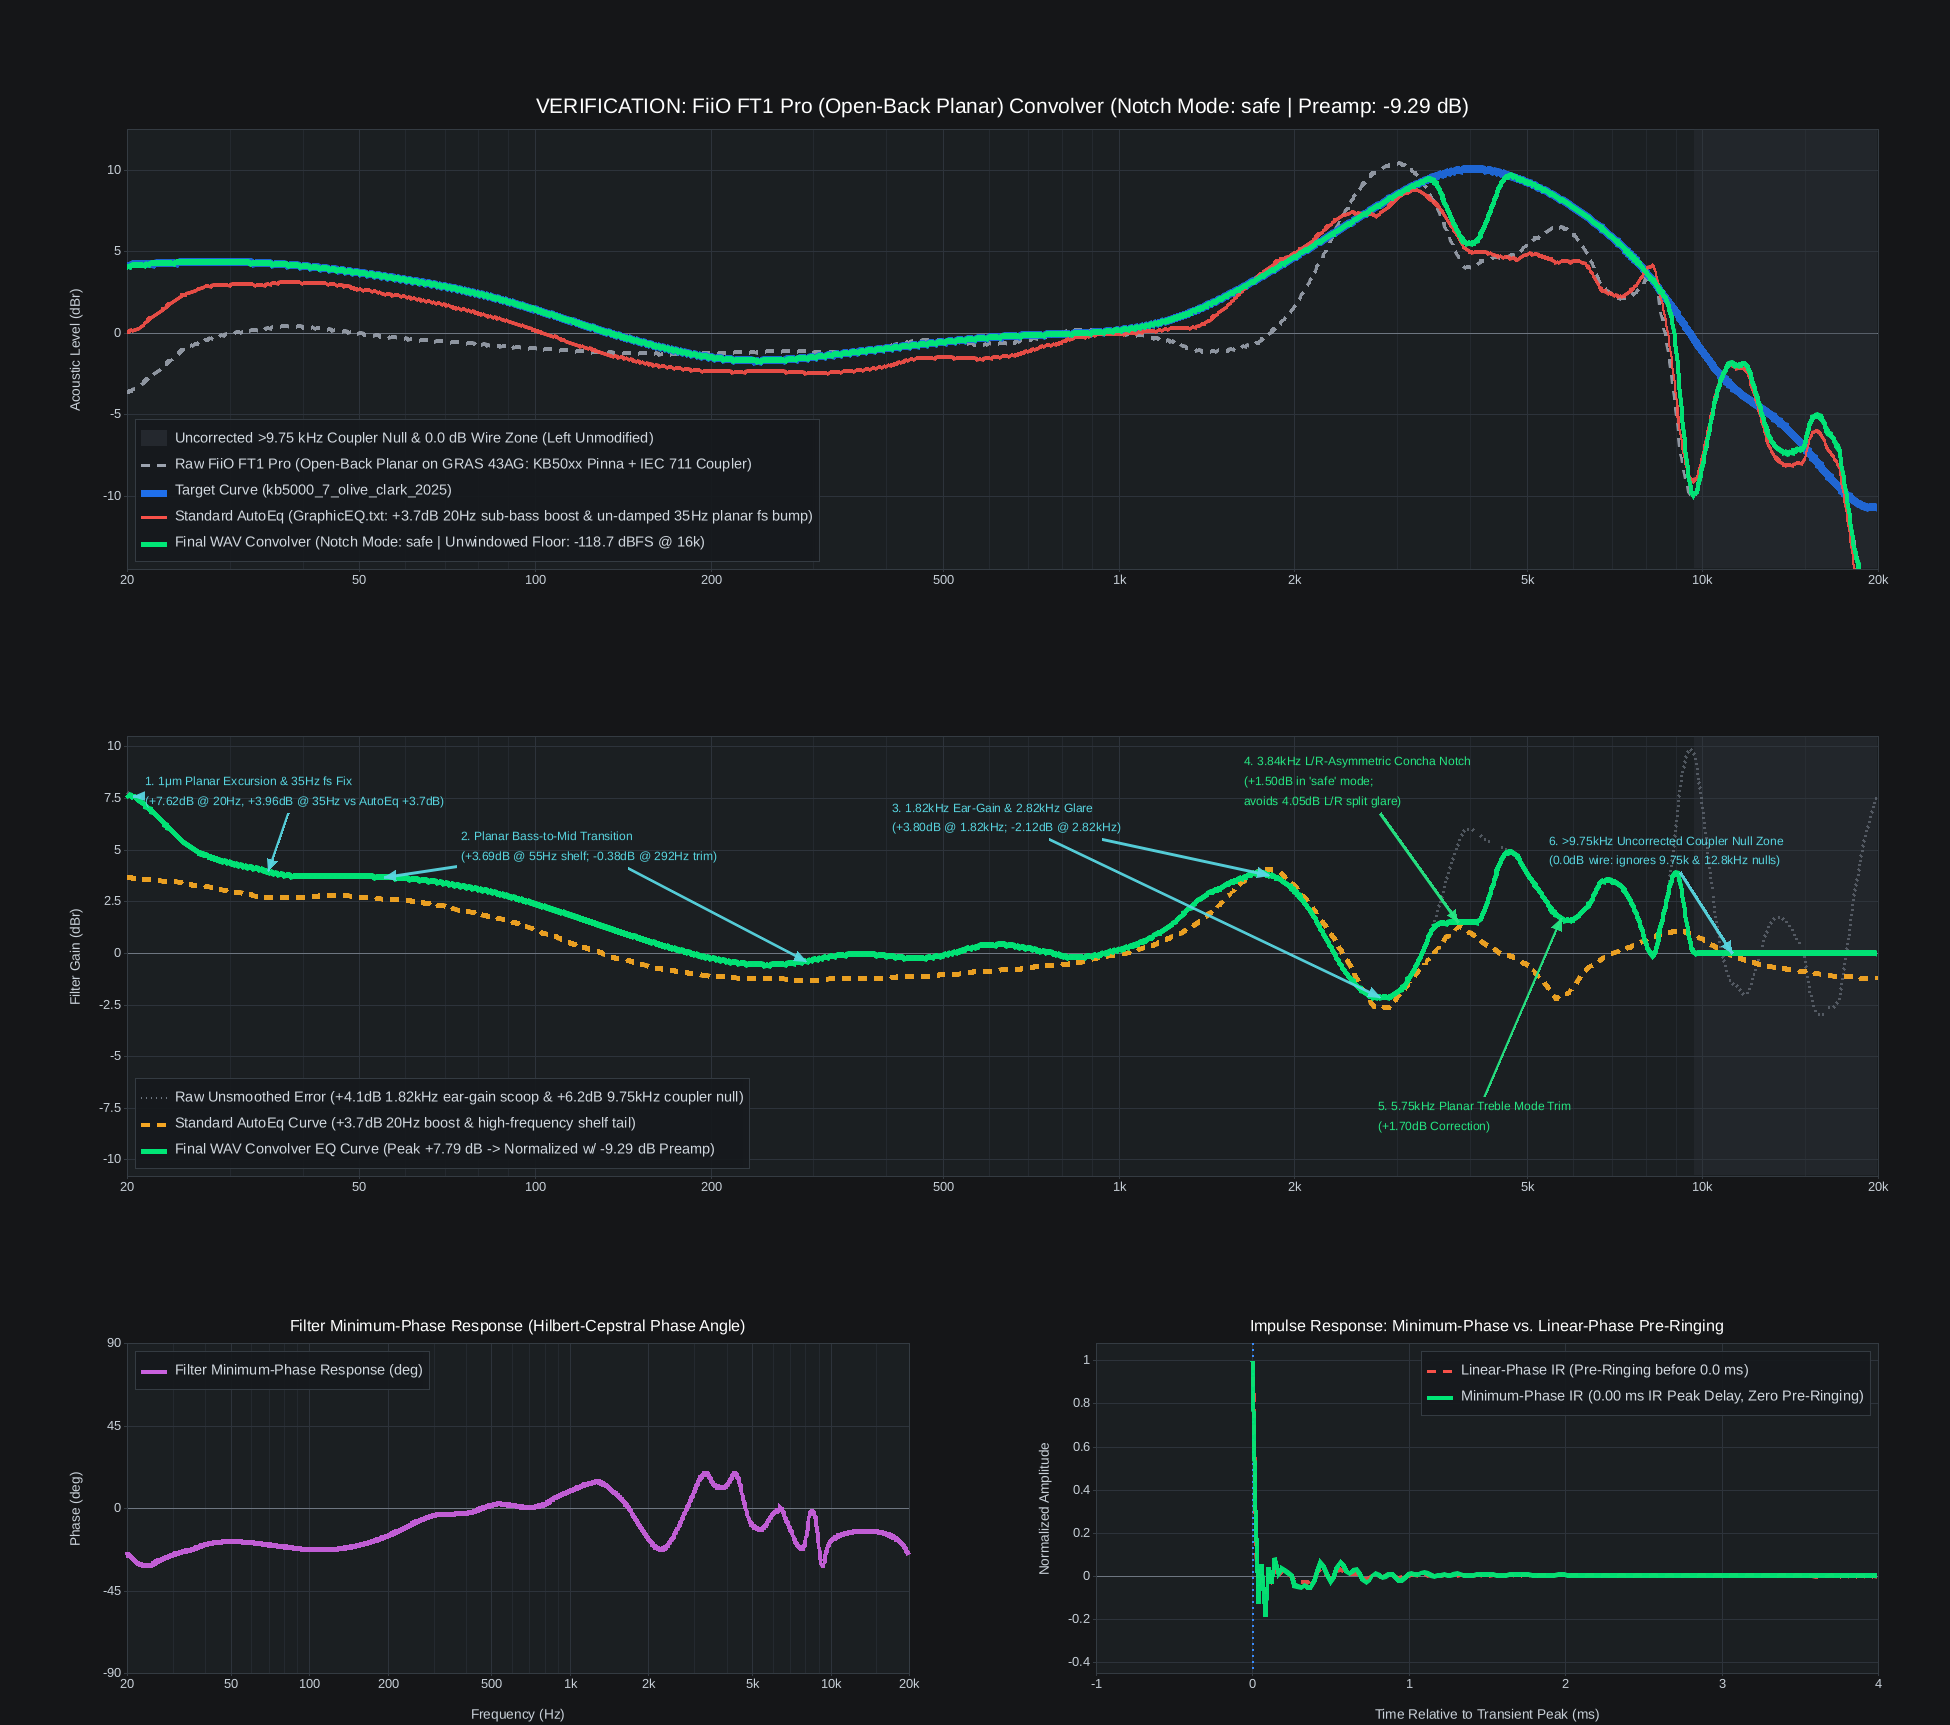 VERIFICATION: FiiO FT1 Pro (Open-Back Planar) Convolver (Notch Mode: safe | Preamp: -9.29 dB)
10
5
0
-5
-10
Acoustic Level (dBr)
Uncorrected >9.75 kHz Coupler Null & 0.0 dB Wire Zone (Left Unmodified)
Raw FiiO FT1 Pro (Open-Back Planar on GRAS 43AG: KB50xx Pinna + IEC 711 Coupler)
Target Curve (kb5000_7_olive_clark_2025)
Standard AutoEq (GraphicEQ.txt: +3.7dB 20Hz sub-bass boost & un-damped 35Hz planar fs bump)
Final WAV Convolver (Notch Mode: safe | Unwindowed Floor: -118.7 dBFS @ 16k)
20 50 100 200 500 1k 2k 5k 10k 20k
10
7.5
5
2.5
0
-2.5
-5
-7.5
-10
Filter Gain (dBr)
1. 1μm Planar Excursion & 35Hz fs Fix
(+7.62dB @ 20Hz, +3.96dB @ 35Hz vs AutoEq +3.7dB)
2. Planar Bass-to-Mid Transition
(+3.69dB @ 55Hz shelf; -0.38dB @ 292Hz trim)
3. 1.82kHz Ear-Gain & 2.82kHz Glare
(+3.80dB @ 1.82kHz; -2.12dB @ 2.82kHz)
4. 3.84kHz L/R-Asymmetric Concha Notch
(+1.50dB in 'safe' mode;
avoids 4.05dB L/R split glare)
6. >9.75kHz Uncorrected Coupler Null Zone
(0.0dB wire: ignores 9.75k & 12.8kHz nulls)
5. 5.75kHz Planar Treble Mode Trim
(+1.70dB Correction)
Raw Unsmoothed Error (+4.1dB 1.82kHz ear-gain scoop & +6.2dB 9.75kHz coupler null)
Standard AutoEq Curve (+3.7dB 20Hz boost & high-frequency shelf tail)
Final WAV Convolver EQ Curve (Peak +7.79 dB -> Normalized w/ -9.29 dB Preamp)
20 50 100 200 500 1k 2k 5k 10k 20k
Filter Minimum-Phase Response (Hilbert-Cepstral Phase Angle)
90
45
0
-45
-90
Phase (deg)
Filter Minimum-Phase Response (deg)
20 50 100 200 500 1k 2k 5k 10k 20k
Frequency (Hz)
Impulse Response: Minimum-Phase vs. Linear-Phase Pre-Ringing
1
0.8
0.6
0.4
0.2
0
-0.2
-0.4
Normalized Amplitude
Linear-Phase IR (Pre-Ringing before 0.0 ms)
Minimum-Phase IR (0.00 ms IR Peak Delay, Zero Pre-Ringing)
-1 0 1 2 3 4
Time Relative to Transient Peak (ms)